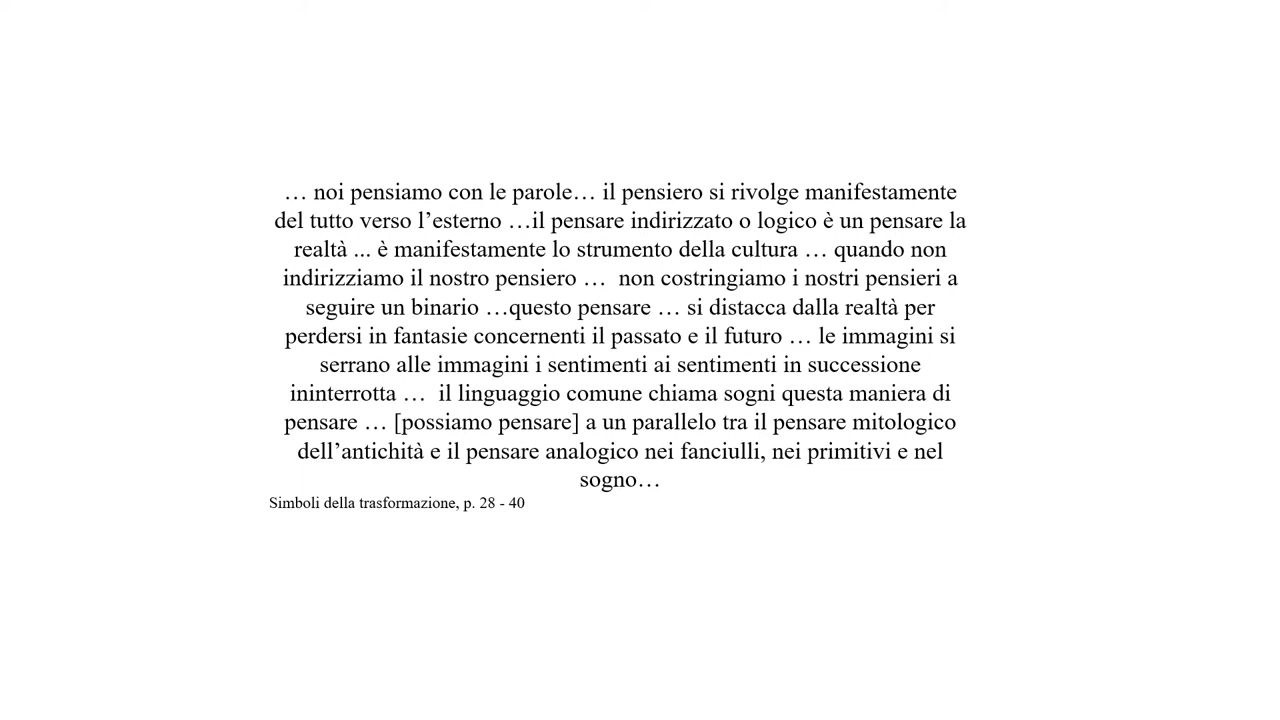 … noi pensiamo con le parole… il pensiero si rivolge manifestamente
del tutto verso l’esterno …il pensare indirizzato o logico è un pensare la
realtà ... è manifestamente lo strumento della cultura … quando non
indirizziamo il nostro pensiero …  non costringiamo i nostri pensieri a
seguire un binario …questo pensare … si distacca dalla realtà per
perdersi in fantasie concernenti il passato e il futuro … le immagini si
serrano alle immagini i sentimenti ai sentimenti in successione
ininterrotta …  il linguaggio comune chiama sogni questa maniera di
pensare … [possiamo pensare] a un parallelo tra il pensare mitologico
dell’antichità e il pensare analogico nei fanciulli, nei primitivi e nel
sogno…
Simboli della trasformazione, p. 28 - 40